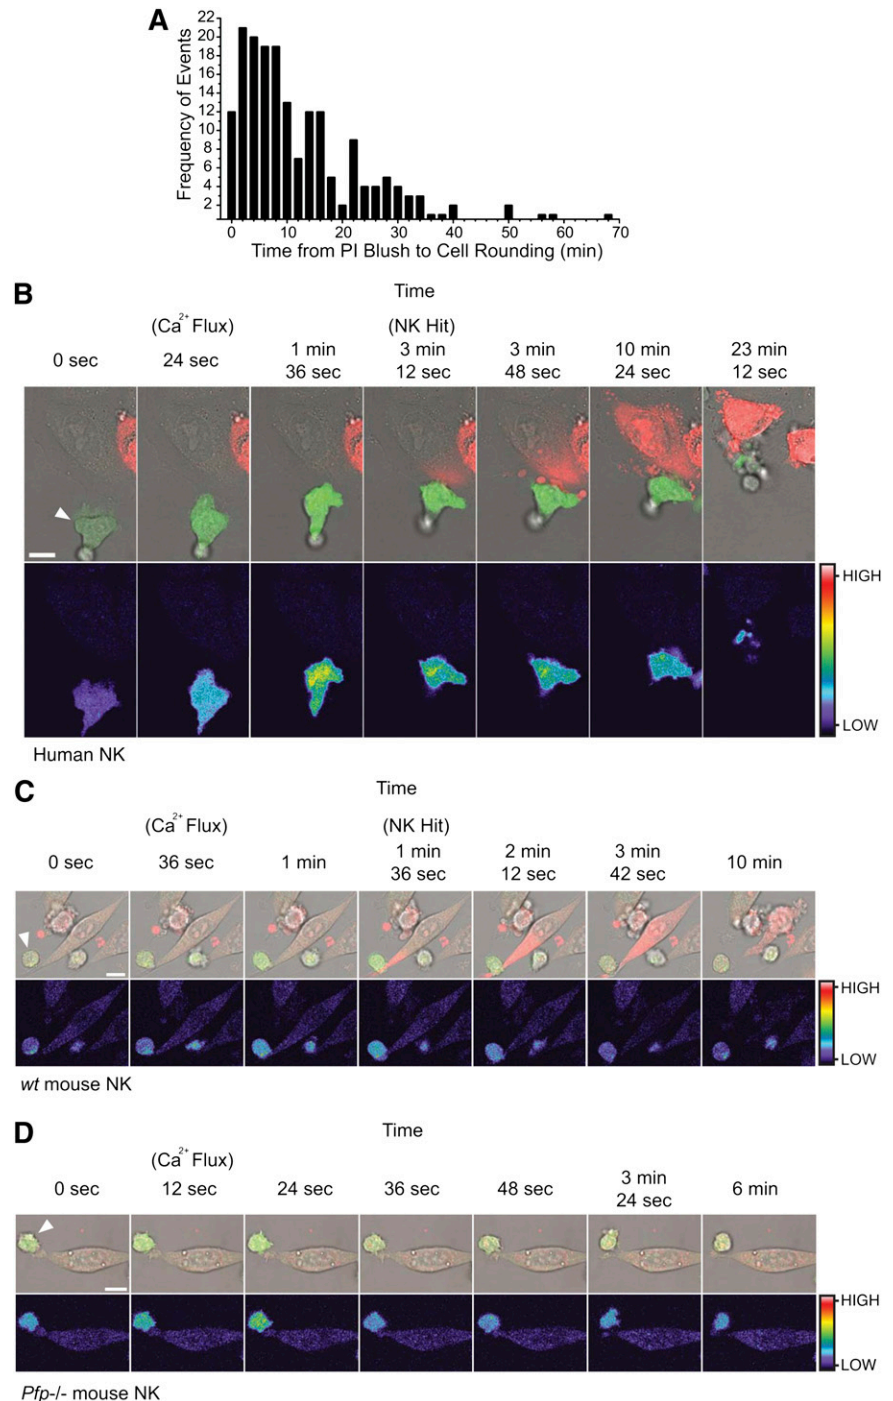 A
Frequency of Events
22
20
18
16
14
12
10
8
6
4
2
0 10 20 30 40 50 60 70
Time from PI Blush to Cell Rounding (min)
B
Time
(Ca2+ Flux) (NK Hit)
0 sec 24 sec 1 min 36 sec 3 min 12 sec 3 min 48 sec 10 min 24 sec 23 min 12 sec
HIGH
LOW
Human NK
C
Time
(Ca2+ Flux) (NK Hit)
0 sec 36 sec 1 min 1 min 36 sec 2 min 12 sec 3 min 42 sec 10 min
HIGH
LOW
wt mouse NK
D
Time
(Ca2+ Flux)
0 sec 12 sec 24 sec 36 sec 48 sec 3 min 24 sec 6 min
HIGH
LOW
Pfp-/- mouse NK